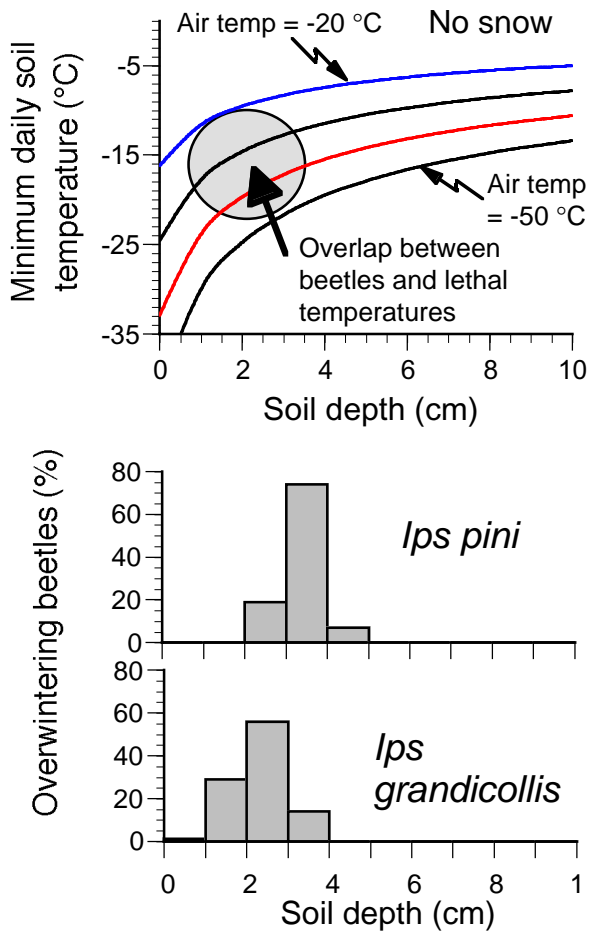 Air temp = -20 °C
No snow
Minimum daily soil
temperature (°C)
-5
-15
-25
-35
Air temp
= -50 °C
Overlap between
beetles and lethal
temperatures
0 2 4 6 8 10
Soil depth (cm)
Overwintering beetles (%)
80
60
40
20
0
Ips pini
80
60
40
20
0
Ips
grandicollis
0 2 4 6 8 1
Soil depth (cm)